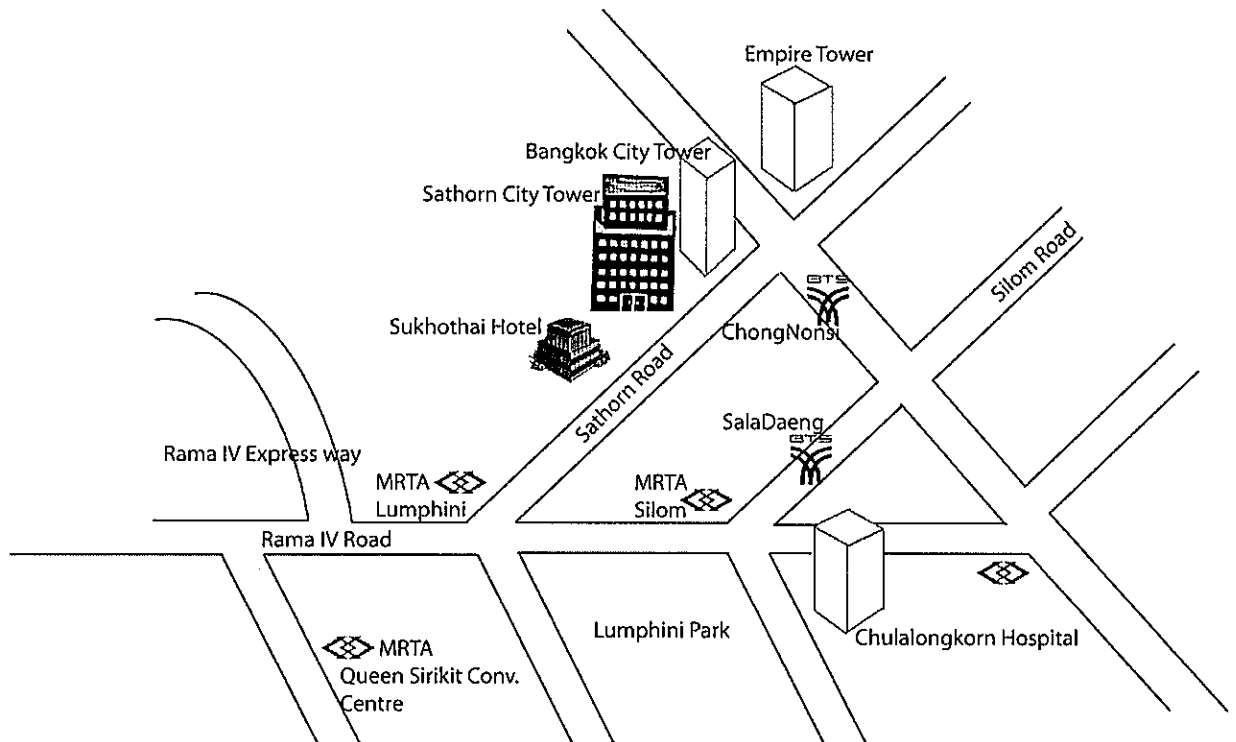 Empire Tower
Bangkok City Tower
Sathorn City Tower
Silom Road
BTS
ChongNonsi
Sukhothai Hotel
Sathorn Road
SalaDaeng
BTS
Rama IV Express way
MRTA
Lumphini
MRTA
Silom
Rama IV Road
Lumphini Park
Chulalongkorn Hospital
MRTA
Queen Sirikit Conv.
Centre